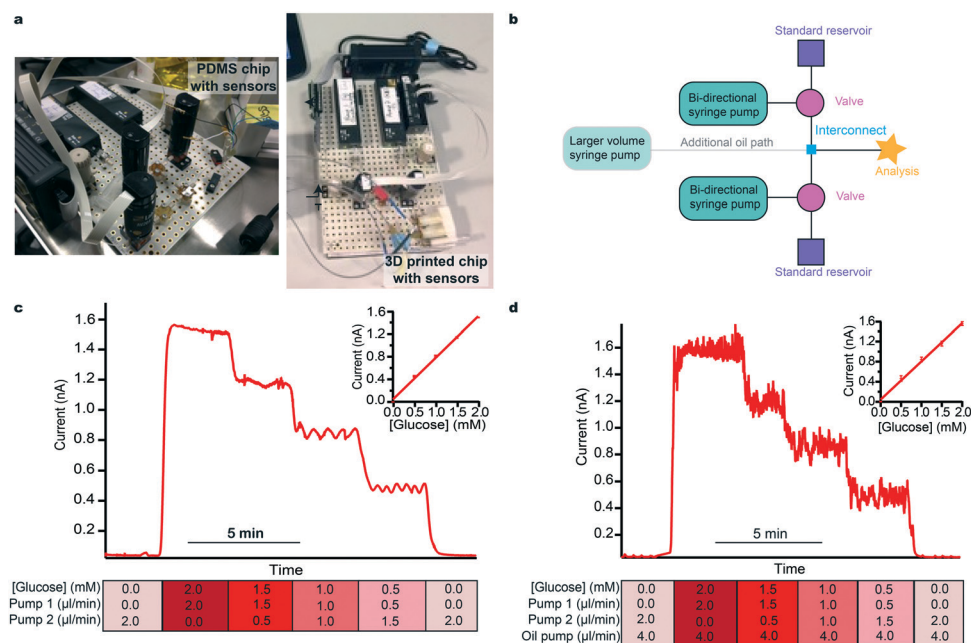 a
PDMS chip
with sensors
3D printed chip
with sensors
b
Standard reservoir
Bi-directional
syringe pump
Valve
Interconnect
Larger volume
syringe pump
Additional oil path
Analysis
Bi-directional
syringe pump
Valve
Standard reservoir
c
1.6
1.4
1.2
1.0
0.8
0.6
0.4
0.2
Current (nA)
5 min
Time
1.6
1.2
0.8
0.4
Current (nA)
0.0 0.5 1.0 1.5 2.0
[Glucose] (mM)
[Glucose] (mM) 0.0 2.0 1.5 1.0 0.5 0.0
Pump 1 (µl/min) 0.0 2.0 1.5 1.0 0.5 0.0
Pump 2 (µl/min) 2.0 0.0 0.5 1.0 1.5 2.0
d
1.6
1.4
1.2
1.0
0.8
0.6
0.4
0.2
Current (nA)
5 min
Time
1.6
1.2
0.8
0.4
Current (nA)
0.0 0.5 1.0 1.5 2.0
[Glucose] (mM)
[Glucose] (mM) 0.0 2.0 1.5 1.0 0.5 0.0
Pump 1 (µl/min) 0.0 2.0 1.5 1.0 0.5 0.0
Pump 2 (µl/min) 2.0 0.0 0.5 1.0 1.5 2.0
Oil pump (µl/min) 4.0 4.0 4.0 4.0 4.0 4.0